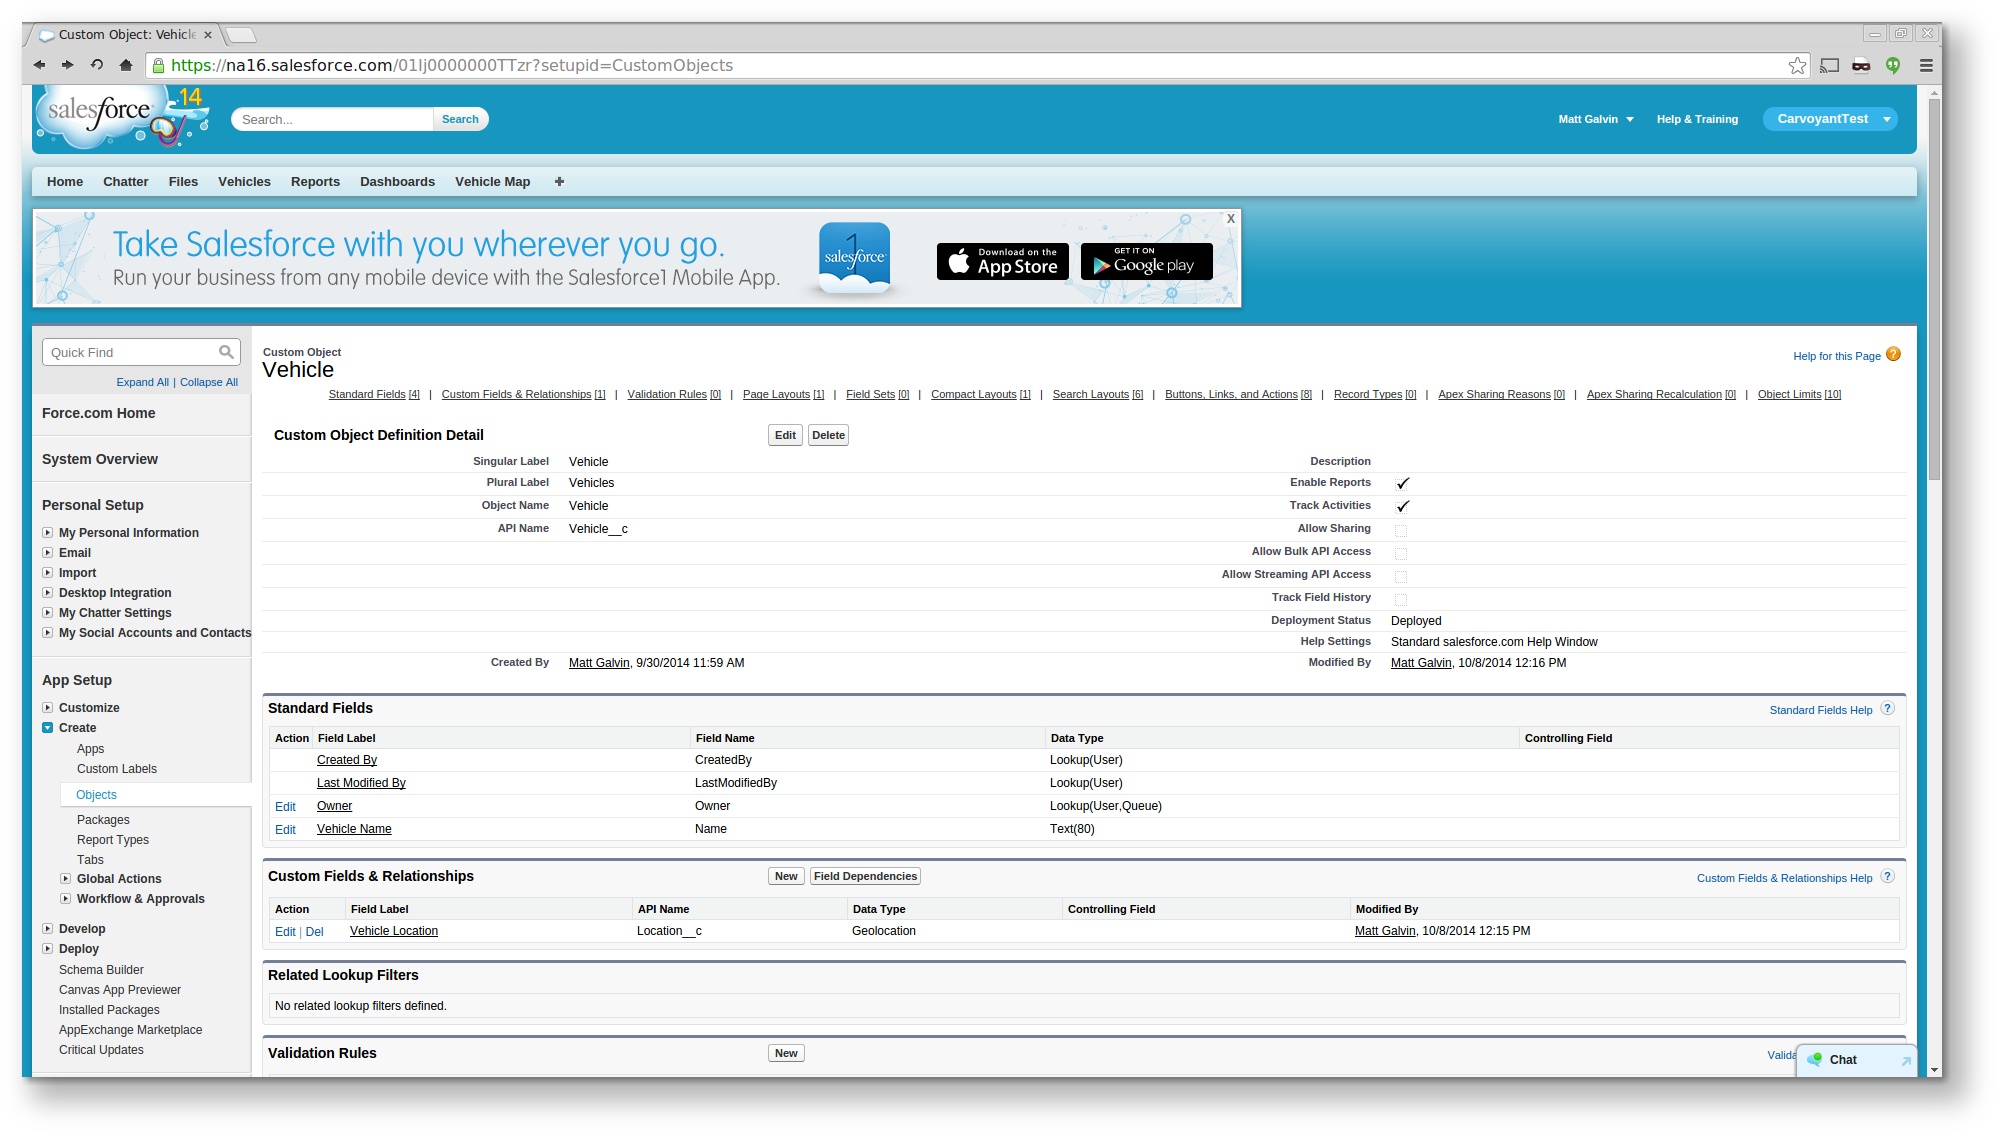 Custom Object: Vehicle
https://na16.salesforce.com/01Ij0000000TTzr?setupid=CustomObjects
salesforce 14
Search... Search
Matt Galvin Help & Training CarvoyantTest
Home Chatter Files Vehicles Reports Dashboards Vehicle Map +
Take Salesforce with you wherever you go.
Run your business from any mobile device with the Salesforce1 Mobile App.
1 salesforce
Download on the App Store
GET IT ON Google play
X
Quick Find
Expand All | Collapse All
Force.com Home
System Overview
Personal Setup
My Personal Information
Email
Import
Desktop Integration
My Chatter Settings
My Social Accounts and Contacts
App Setup
Customize
Create
Apps
Custom Labels
Objects
Packages
Report Types
Tabs
Global Actions
Workflow & Approvals
Develop
Deploy
Schema Builder
Canvas App Previewer
Installed Packages
AppExchange Marketplace
Critical Updates
Custom Object
Vehicle
Help for this Page ?
Standard Fields [4] | Custom Fields & Relationships [1] | Validation Rules [0] | Page Layouts [1] | Field Sets [0] | Compact Layouts [1] | Search Layouts [6] | Buttons, Links, and Actions [8] | Record Types [0] | Apex Sharing Reasons [0] | Apex Sharing Recalculation [0] | Object Limits [10]
Custom Object Definition Detail Edit Delete
Singular Label Vehicle Description
Plural Label Vehicles Enable Reports
Object Name Vehicle Track Activities
API Name Vehicle__c Allow Sharing
Allow Bulk API Access
Allow Streaming API Access
Track Field History
Deployment Status Deployed
Help Settings Standard salesforce.com Help Window
Created By Matt Galvin, 9/30/2014 11:59 AM Modified By Matt Galvin, 10/8/2014 12:16 PM
Standard Fields Standard Fields Help ?
Action Field Label Field Name Data Type Controlling Field
Created By CreatedBy Lookup(User)
Last Modified By LastModifiedBy Lookup(User)
Edit Owner Owner Lookup(User,Queue)
Edit Vehicle Name Name Text(80)
Custom Fields & Relationships New Field Dependencies Custom Fields & Relationships Help ?
Action Field Label API Name Data Type Controlling Field Modified By
Edit | Del Vehicle Location Location__c Geolocation Matt Galvin, 10/8/2014 12:15 PM
Related Lookup Filters
No related lookup filters defined.
Validation Rules New Valida
Chat